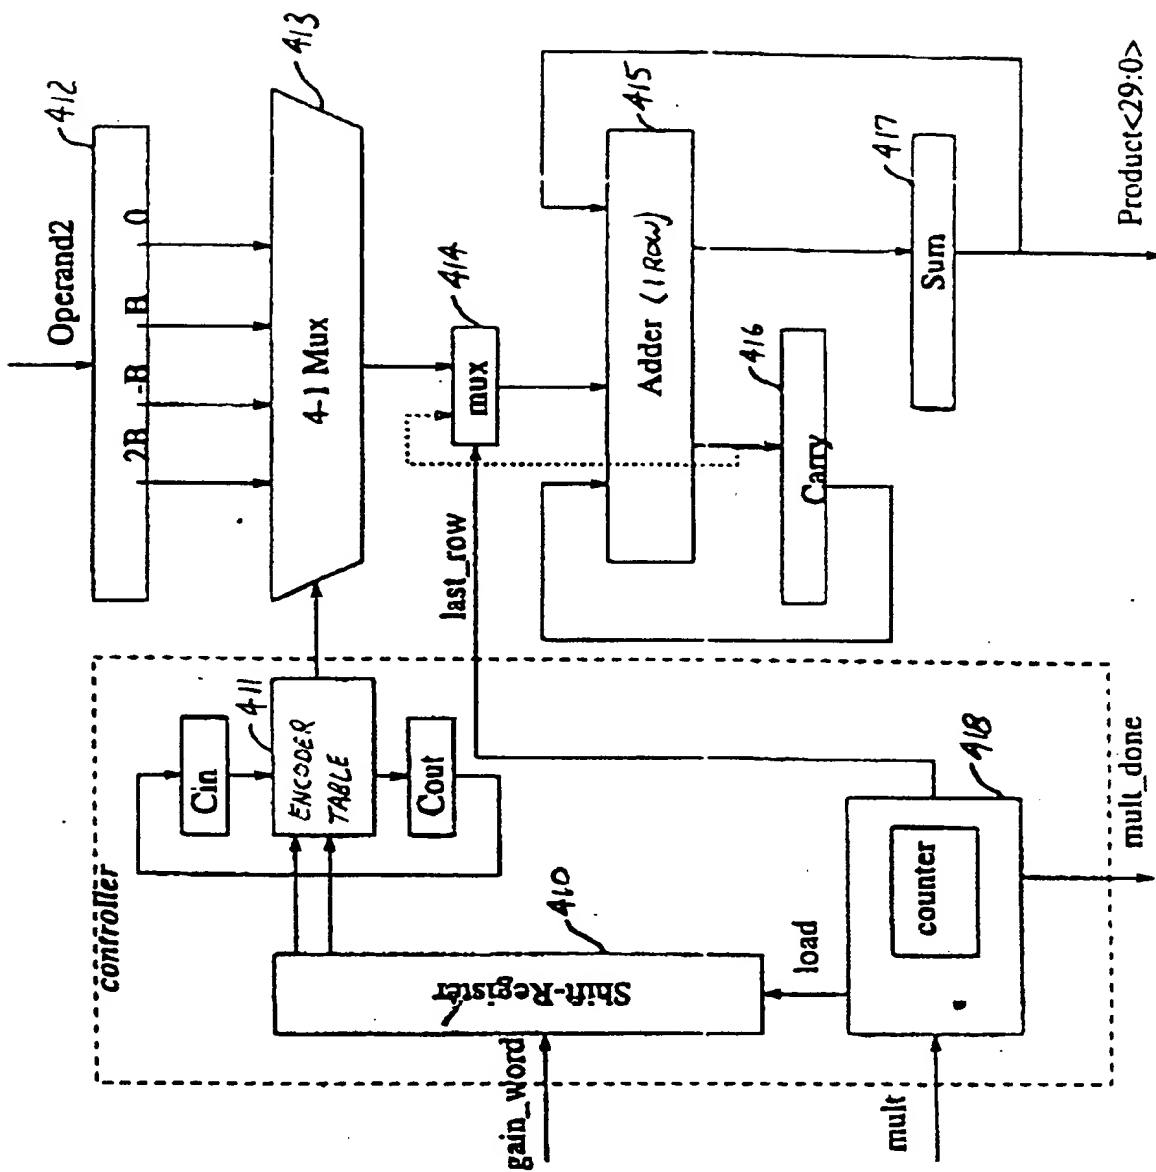 Operand2
412
2B -B B 0
4-1 Mux
413
mux
414
last_row
Adder (1 ROW)
415
Carry
416
Sum
417
Product<29:0>
controller
Cin
ENCODER
TABLE
411
Cout
Shift-Register
410
gain_word
load
counter
418
mult
mult_done